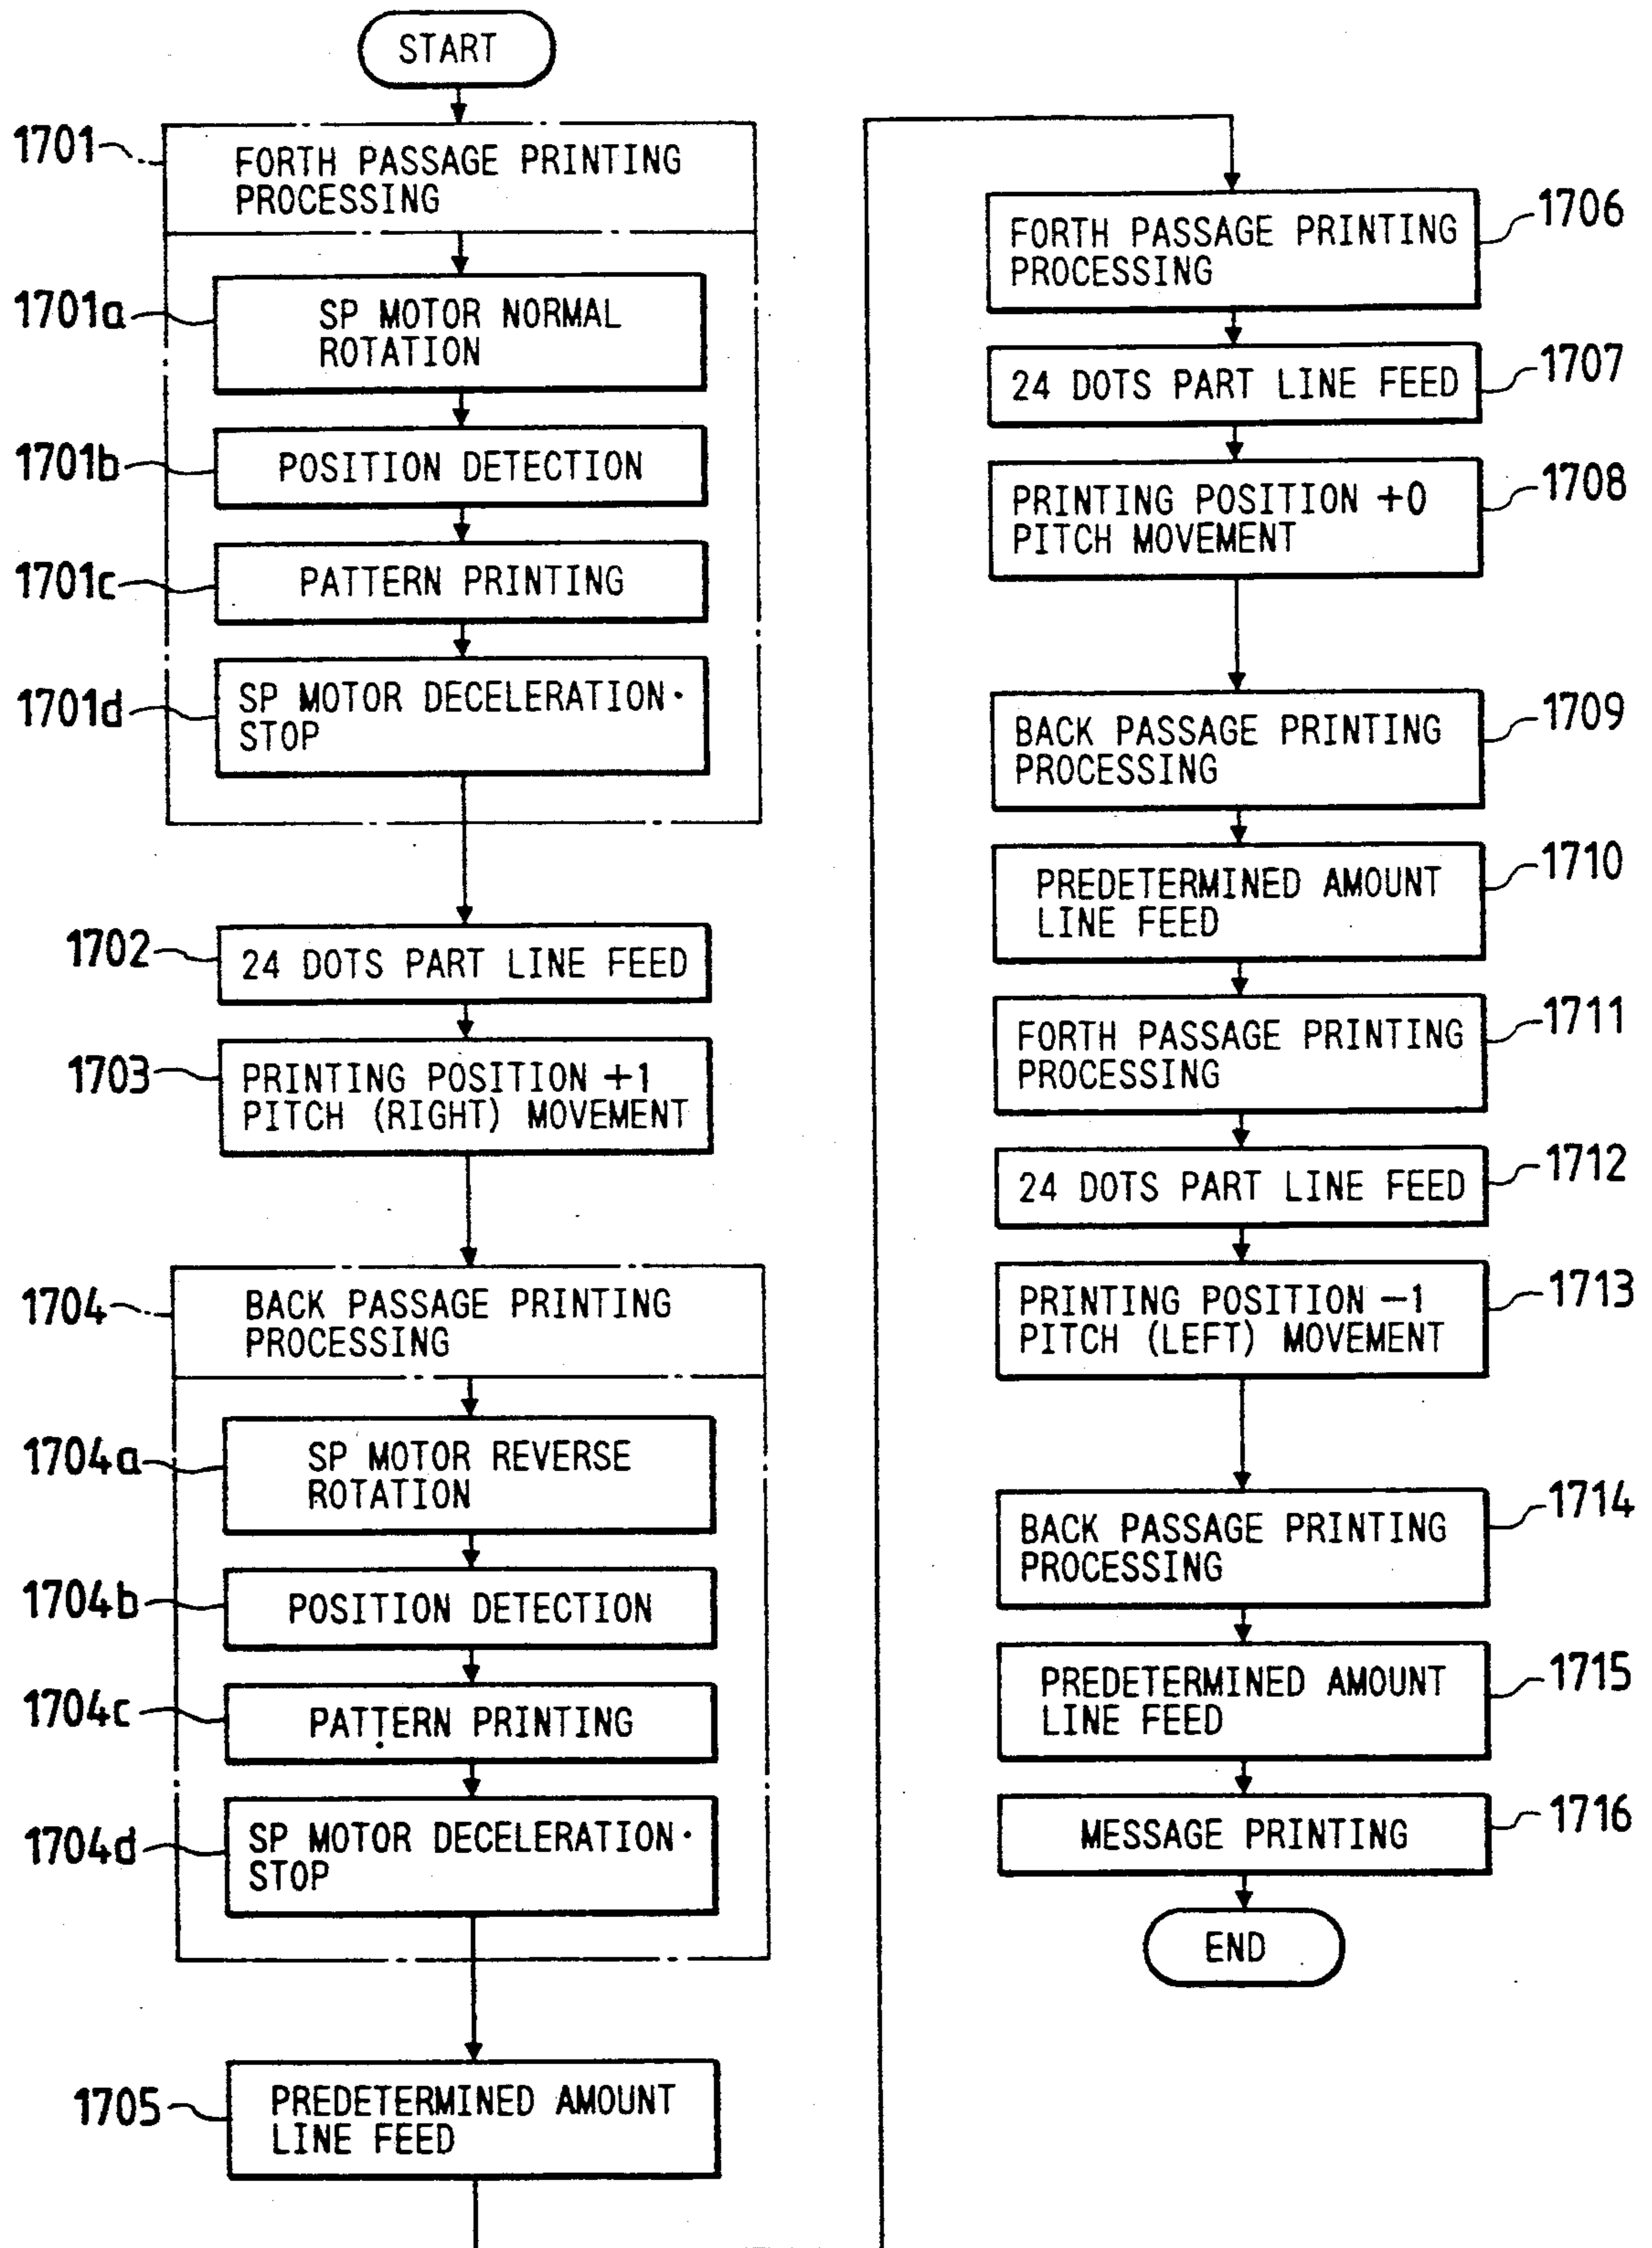 START
1701
FORTH PASSAGE PRINTING
PROCESSING
1701a
SP MOTOR NORMAL
ROTATION
1701b
POSITION DETECTION
1701c
PATTERN PRINTING
1701d
SP MOTOR DECELERATION·
STOP
1702
24 DOTS PART LINE FEED
1703
PRINTING POSITION +1
PITCH (RIGHT) MOVEMENT
1704
BACK PASSAGE PRINTING
PROCESSING
1704a
SP MOTOR REVERSE
ROTATION
1704b
POSITION DETECTION
1704c
PATTERN PRINTING
1704d
SP MOTOR DECELERATION·
STOP
1705
PREDETERMINED AMOUNT
LINE FEED
1706
FORTH PASSAGE PRINTING
PROCESSING
1707
24 DOTS PART LINE FEED
1708
PRINTING POSITION +0
PITCH MOVEMENT
1709
BACK PASSAGE PRINTING
PROCESSING
1710
PREDETERMINED AMOUNT
LINE FEED
1711
FORTH PASSAGE PRINTING
PROCESSING
1712
24 DOTS PART LINE FEED
1713
PRINTING POSITION −1
PITCH (LEFT) MOVEMENT
1714
BACK PASSAGE PRINTING
PROCESSING
1715
PREDETERMINED AMOUNT
LINE FEED
1716
MESSAGE PRINTING
END